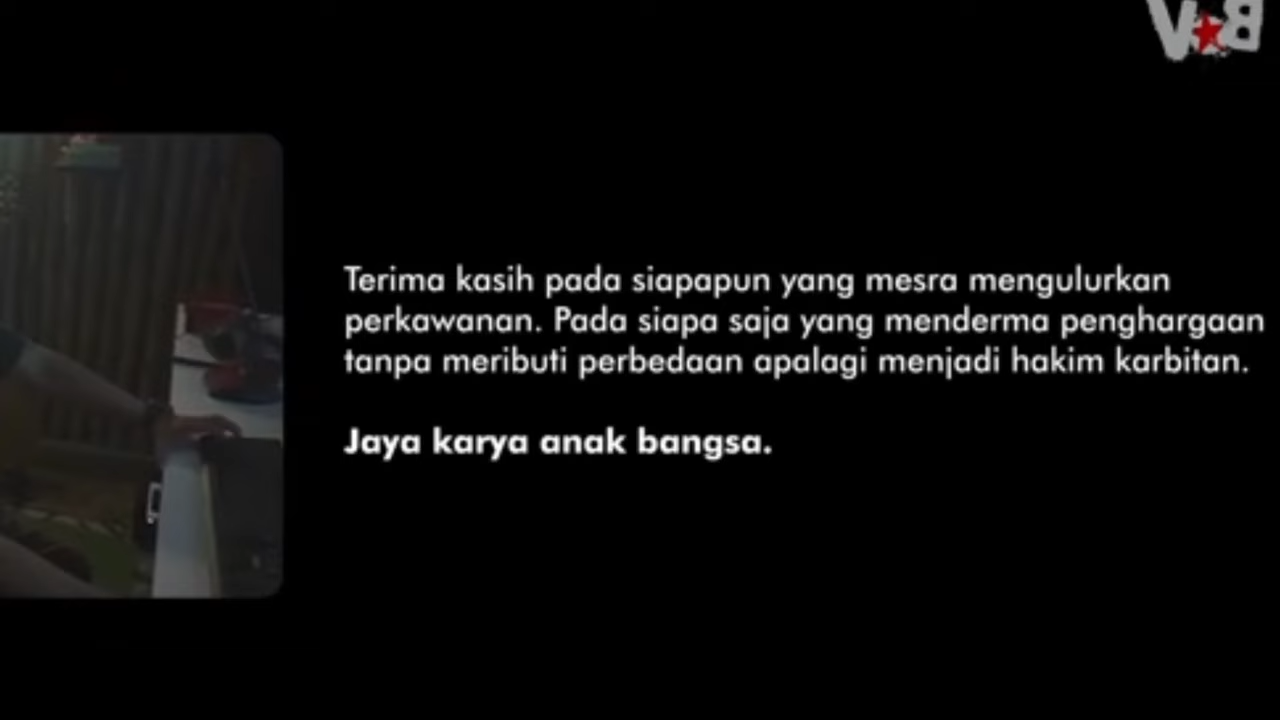 V★B
Terima kasih pada siapapun yang mesra mengulurkan
perkawanan. Pada siapa saja yang menderma penghargaan
tanpa meributi perbedaan apalagi menjadi hakim karbitan.
Jaya karya anak bangsa.